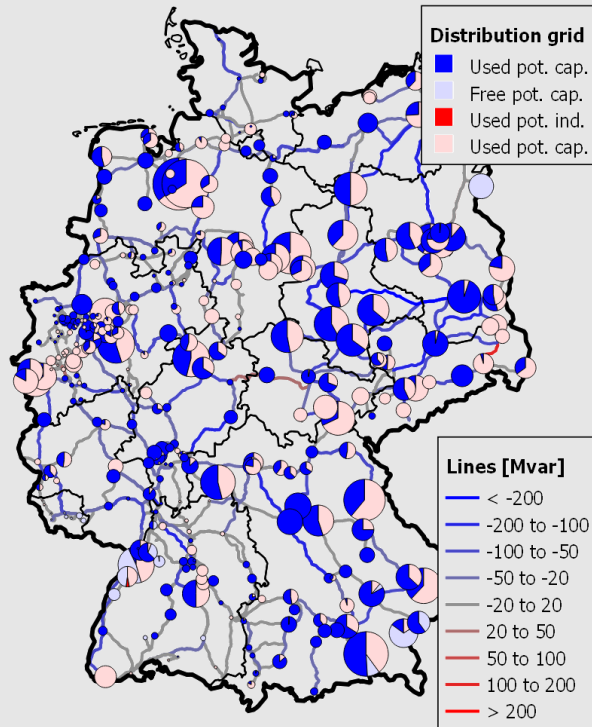 Distribution grid
Used pot. cap.
Free pot. cap.
Used pot. ind.
Used pot. cap.
Lines [Mvar]
< -200
-200 to -100
-100 to -50
-50 to -20
-20 to 20
20 to 50
50 to 100
100 to 200
> 200